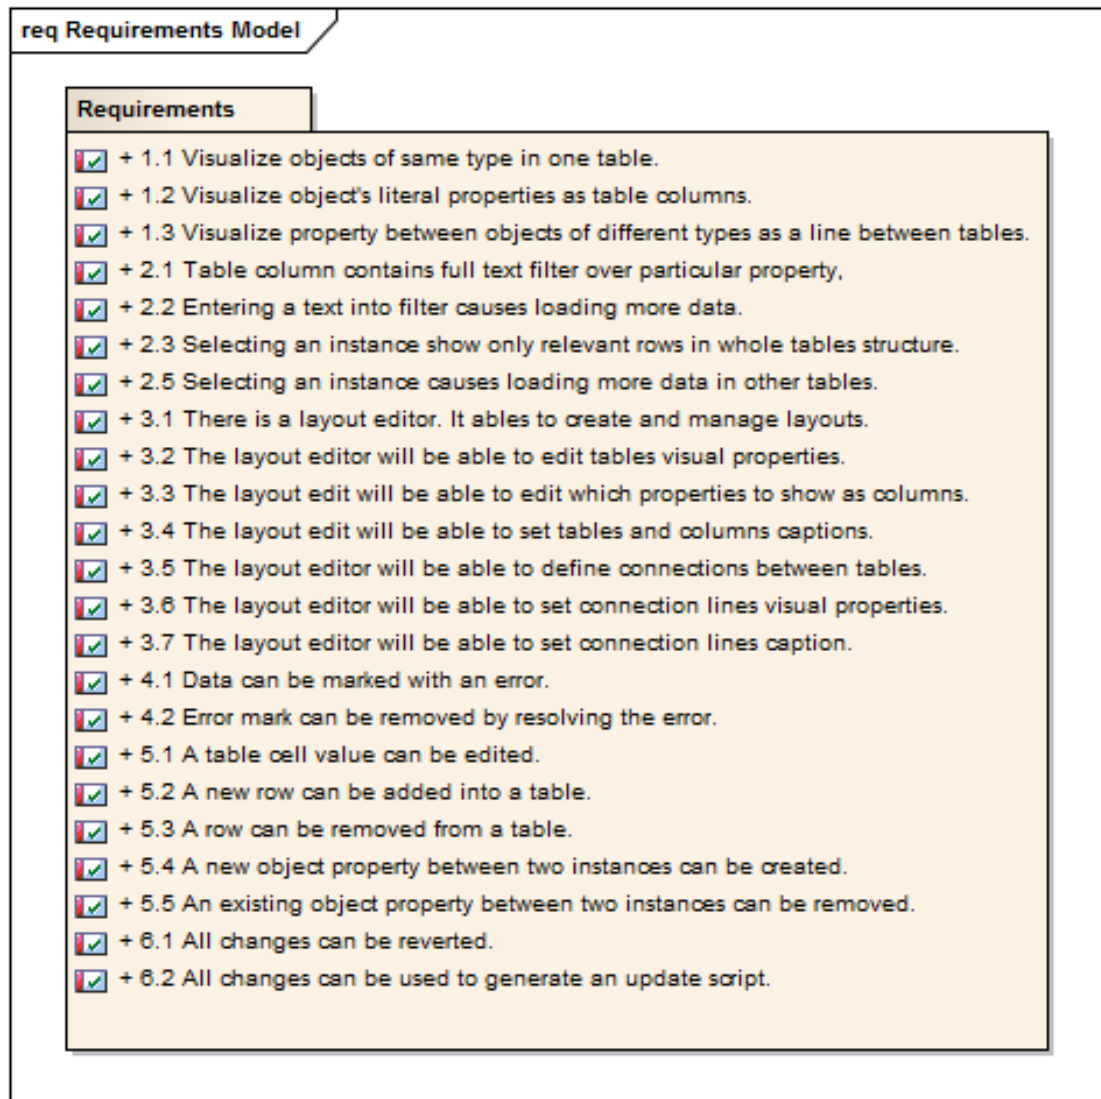 req Requirements Model
Requirements
+ 1.1 Visualize objects of same type in one table.
+ 1.2 Visualize object's literal properties as table columns.
+ 1.3 Visualize property between objects of different types as a line between tables.
+ 2.1 Table column contains full text filter over particular property,
+ 2.2 Entering a text into filter causes loading more data.
+ 2.3 Selecting an instance show only relevant rows in whole tables structure.
+ 2.5 Selecting an instance causes loading more data in other tables.
+ 3.1 There is a layout editor. It ables to create and manage layouts.
+ 3.2 The layout editor will be able to edit tables visual properties.
+ 3.3 The layout edit will be able to edit which properties to show as columns.
+ 3.4 The layout edit will be able to set tables and columns captions.
+ 3.5 The layout editor will be able to define connections between tables.
+ 3.6 The layout editor will be able to set connection lines visual properties.
+ 3.7 The layout editor will be able to set connection lines caption.
+ 4.1 Data can be marked with an error.
+ 4.2 Error mark can be removed by resolving the error.
+ 5.1 A table cell value can be edited.
+ 5.2 A new row can be added into a table.
+ 5.3 A row can be removed from a table.
+ 5.4 A new object property between two instances can be created.
+ 5.5 An existing object property between two instances can be removed.
+ 6.1 All changes can be reverted.
+ 6.2 All changes can be used to generate an update script.